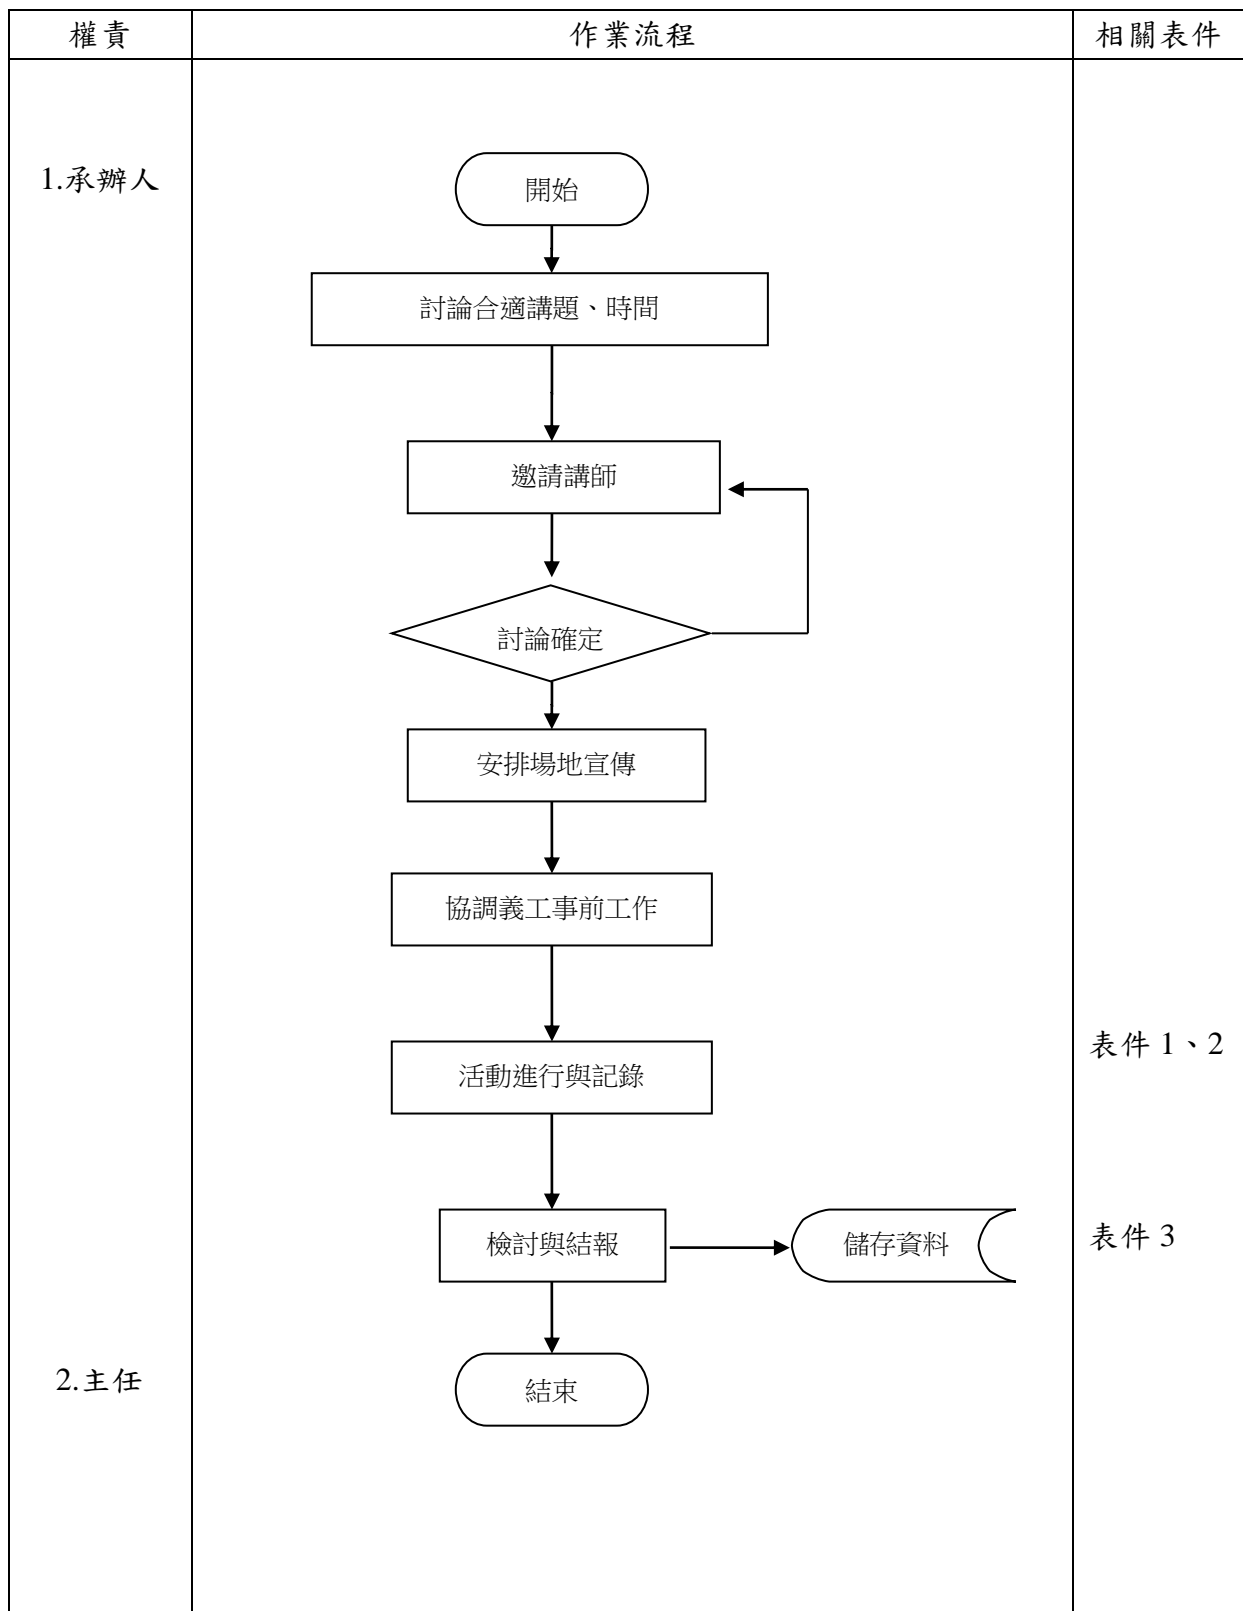 權責 作業流程 相關表件
1.承辦人
開始
討論合適講題、時間
邀請講師
討論確定
安排場地宣傳
協調義工事前工作
表件 1、2
活動進行與記錄
表件 3
檢討與結報 儲存資料
2.主任
結束